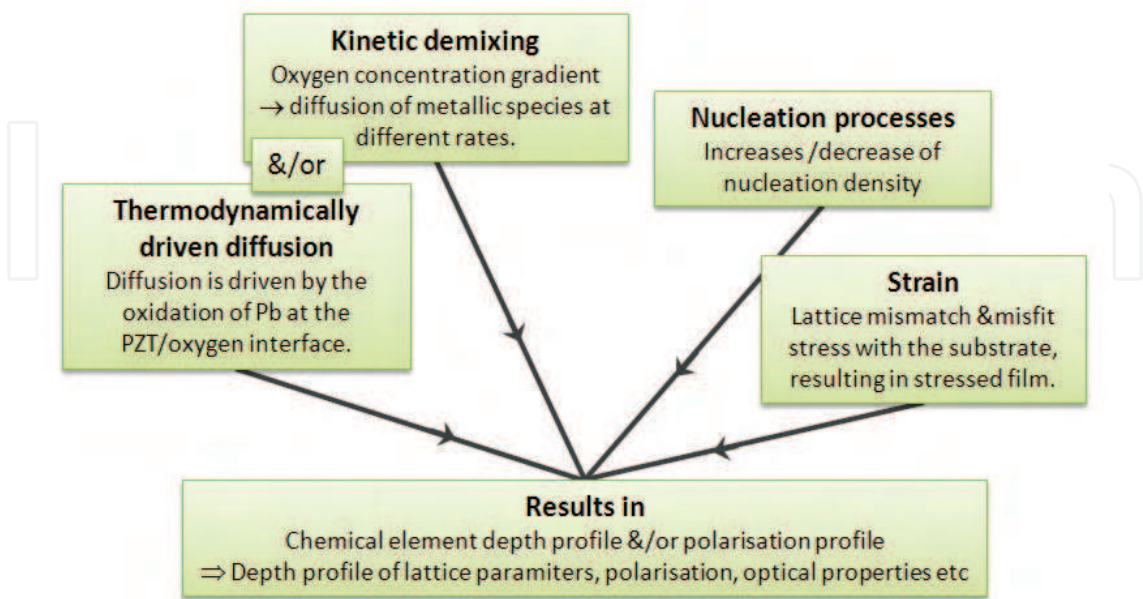 Kinetic demixing
Oxygen concentration gradient
→ diffusion of metallic species at
different rates.
&/or
Thermodynamically
driven diffusion
Diffusion is driven by the
oxidation of Pb at the
PZT/oxygen interface.
Nucleation processes
Increases /decrease of
nucleation density
Strain
Lattice mismatch &misfit
stress with the substrate,
resulting in stressed film.
Results in
Chemical element depth profile &/or polarisation profile
⇒ Depth profile of lattice paramiters, polarisation, optical properties etc